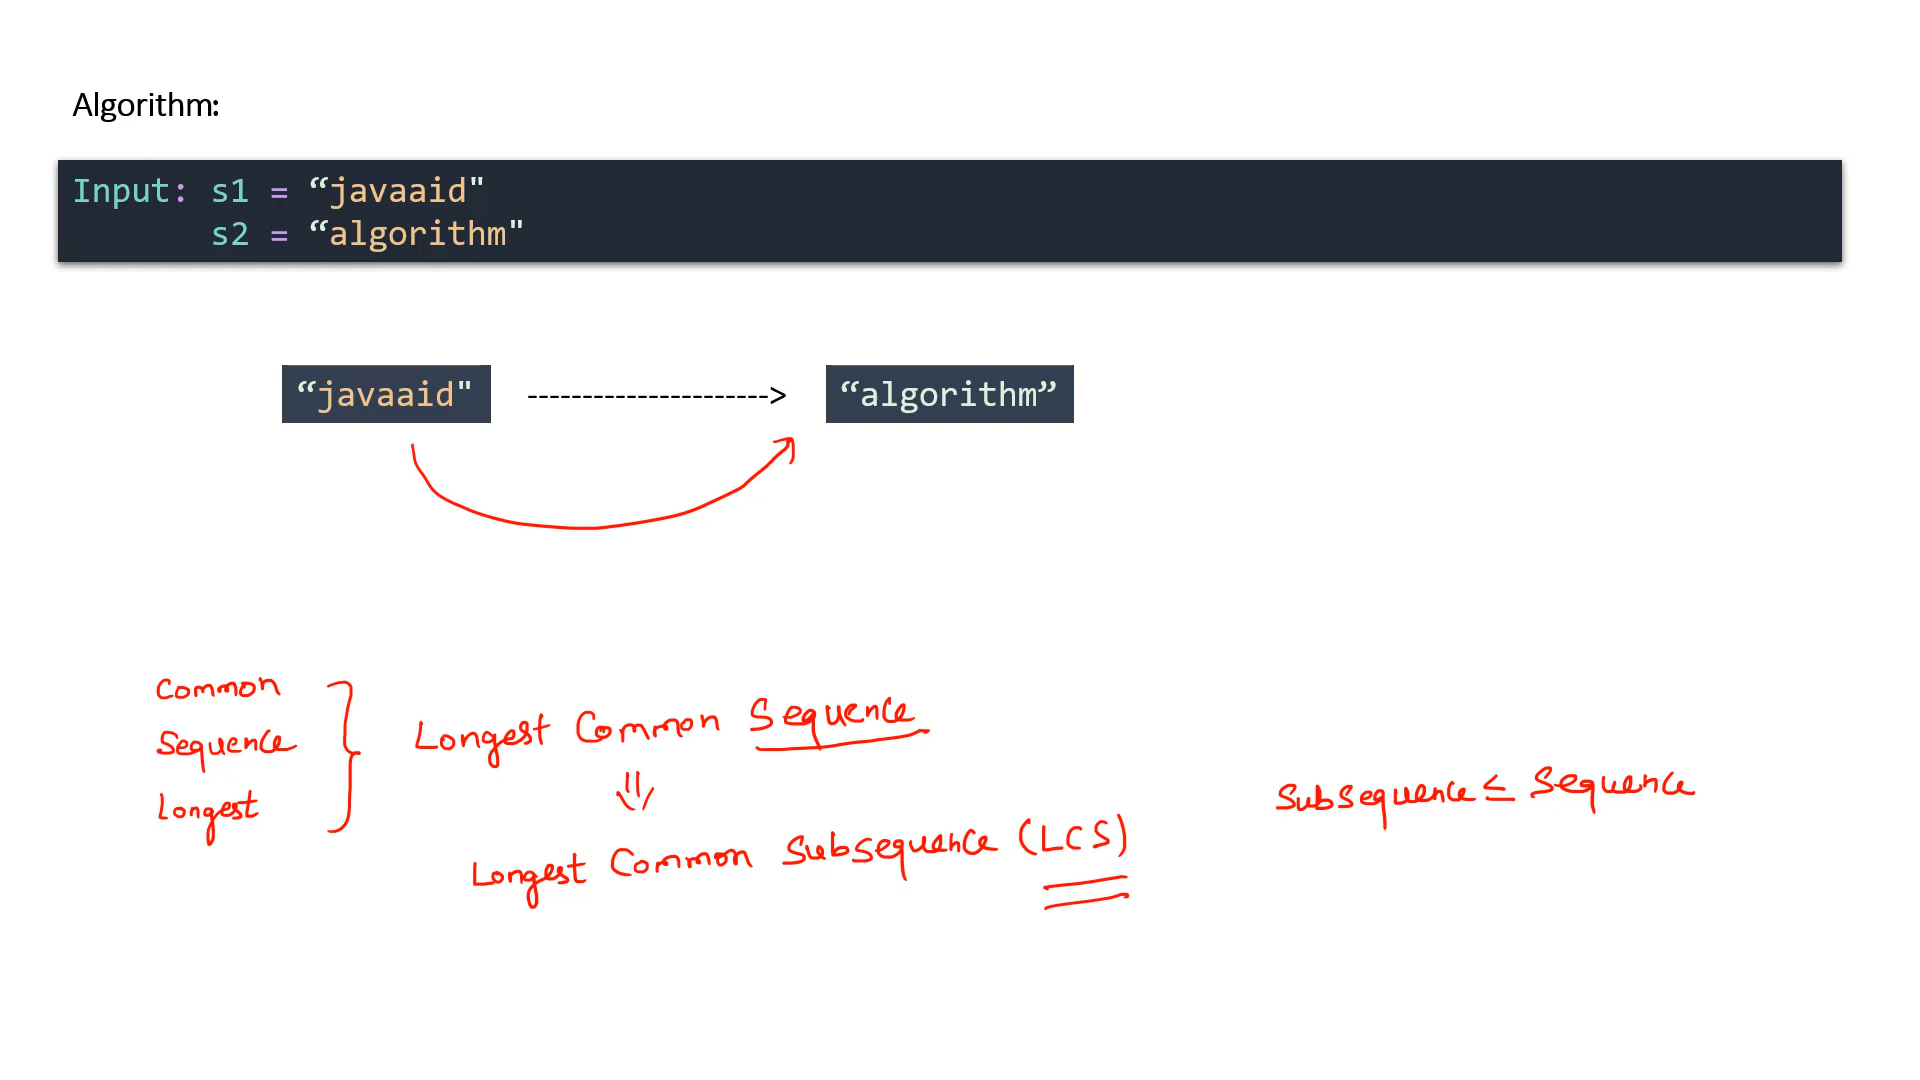 Algorithm:
Input: s1 = “javaaid"
s2 = “algorithm"
“javaaid" ----------------------> “algorithm”
Common
Sequence
Longest
Longest Common Sequence
Longest Common Subsequence (LCS)
Subsequence ≤ Sequence